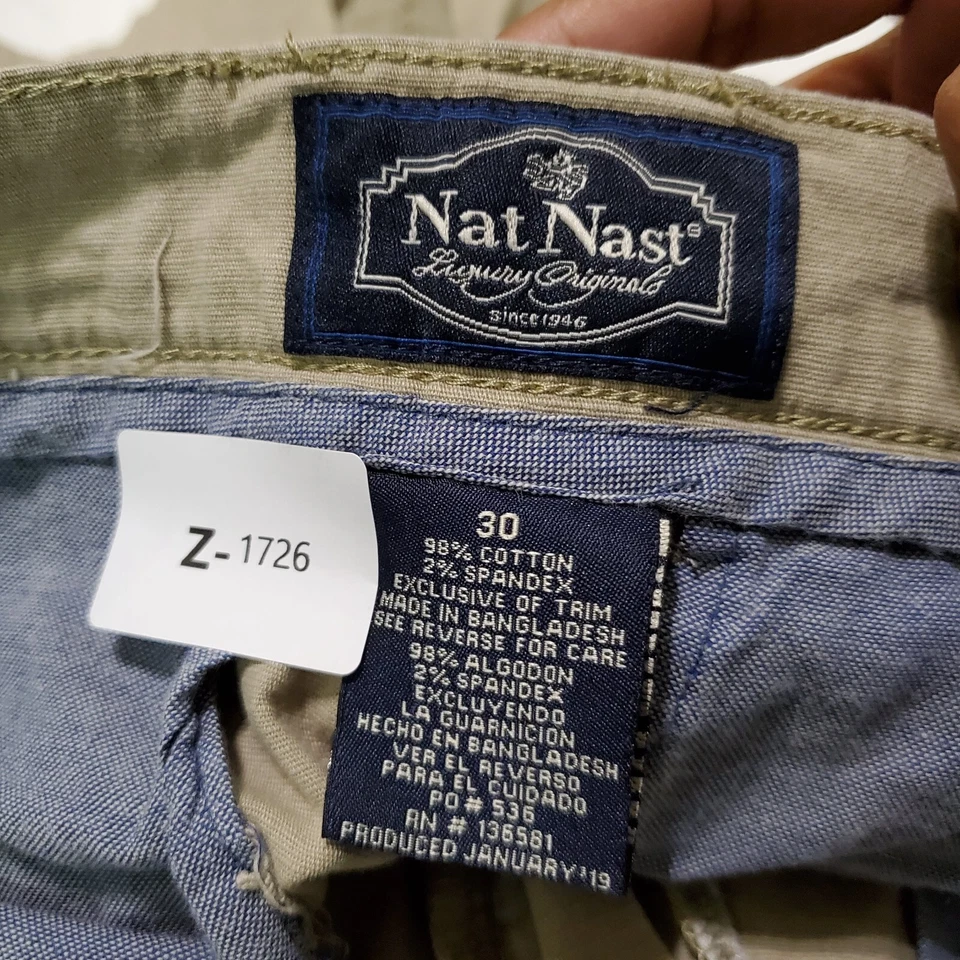 Nat Nast®
Luxury Originals
since 1946
Z-1726
30
98% COTTON
2% SPANDEX
EXCLUSIVE OF TRIM
MADE IN BANGLADESH
SEE REVERSE FOR CARE
98% ALGODON
2% SPANDEX
EXCLUYENDO
LA GUARNICION
HECHO EN BANGLADESH
VER EL REVERSO
PARA EL CUIDADO
PO # 536
RN # 136581
PRODUCED JANUARY'19